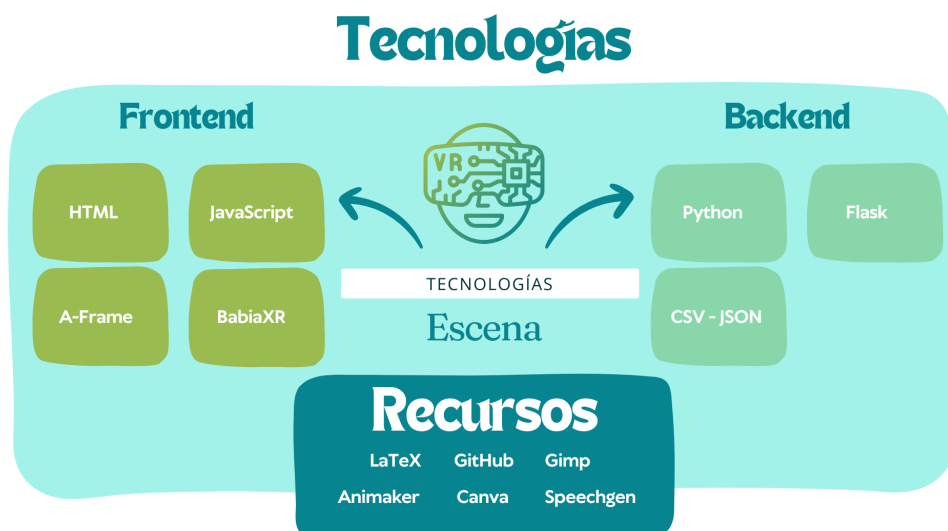 Tecnologías
Frontend
HTML
JavaScript
A-Frame
BabiaXR
VR
TECNOLOGÍAS
Escena
Backend
Python
Flask
CSV - JSON
Recursos
LaTeX GitHub Gimp
Animaker Canva Speechgen